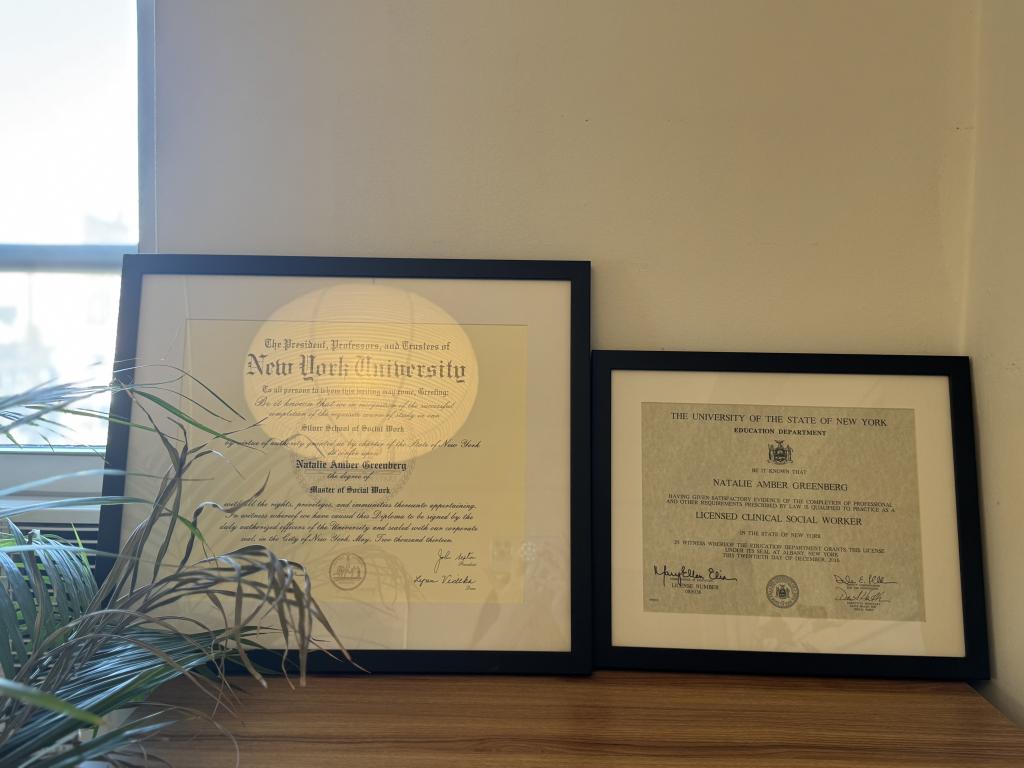 The President, Professors, and Trustees of
New York University
To all persons to whom this writing may come, Greeting:
Be it known that we in recognition of the successful
completion of the requisite course of study in our
Silver School of Social Work
by virtue of authority granted us by charter of the State of New York
do confer upon
Natalie Amber Greenberg
the degree of
Master of Social Work
with all the rights, privileges, and immunities thereunto appertaining.
In witness whereof we have caused this Diploma to be signed by the
duly authorized officers of the University and sealed with our corporate
seal in the City of New York, May, Two thousand thirteen.
President
Dean
THE UNIVERSITY OF THE STATE OF NEW YORK
EDUCATION DEPARTMENT
BE IT KNOWN THAT
NATALIE AMBER GREENBERG
HAVING GIVEN SATISFACTORY EVIDENCE OF THE COMPLETION OF PROFESSIONAL
AND OTHER REQUIREMENTS PRESCRIBED BY LAW IS QUALIFIED TO PRACTICE AS A
LICENSED CLINICAL SOCIAL WORKER
IN THE STATE OF NEW YORK
IN WITNESS WHEREOF THE EDUCATION DEPARTMENT GRANTS THIS LICENSE
UNDER ITS SEAL AT ALBANY, NEW YORK
THIS TWENTIETH DAY OF DECEMBER, 2016.
MaryEllen Elia
LICENSE NUMBER